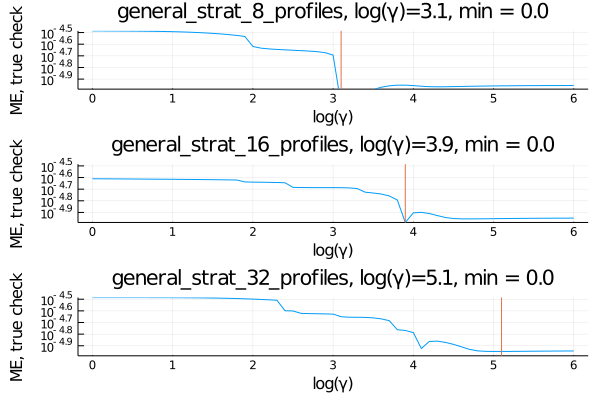 general_strat_8_profiles, log(γ)=3.1, min = 0.0
ME, true check
10^-4.5
10^-4.6
10^-4.7
10^-4.8
10^-4.9
0 1 2 3 4 5 6
log(γ)
general_strat_16_profiles, log(γ)=3.9, min = 0.0
ME, true check
10^-4.5
10^-4.6
10^-4.7
10^-4.8
10^-4.9
0 1 2 3 4 5 6
log(γ)
general_strat_32_profiles, log(γ)=5.1, min = 0.0
ME, true check
10^-4.5
10^-4.6
10^-4.7
10^-4.8
10^-4.9
0 1 2 3 4 5 6
log(γ)